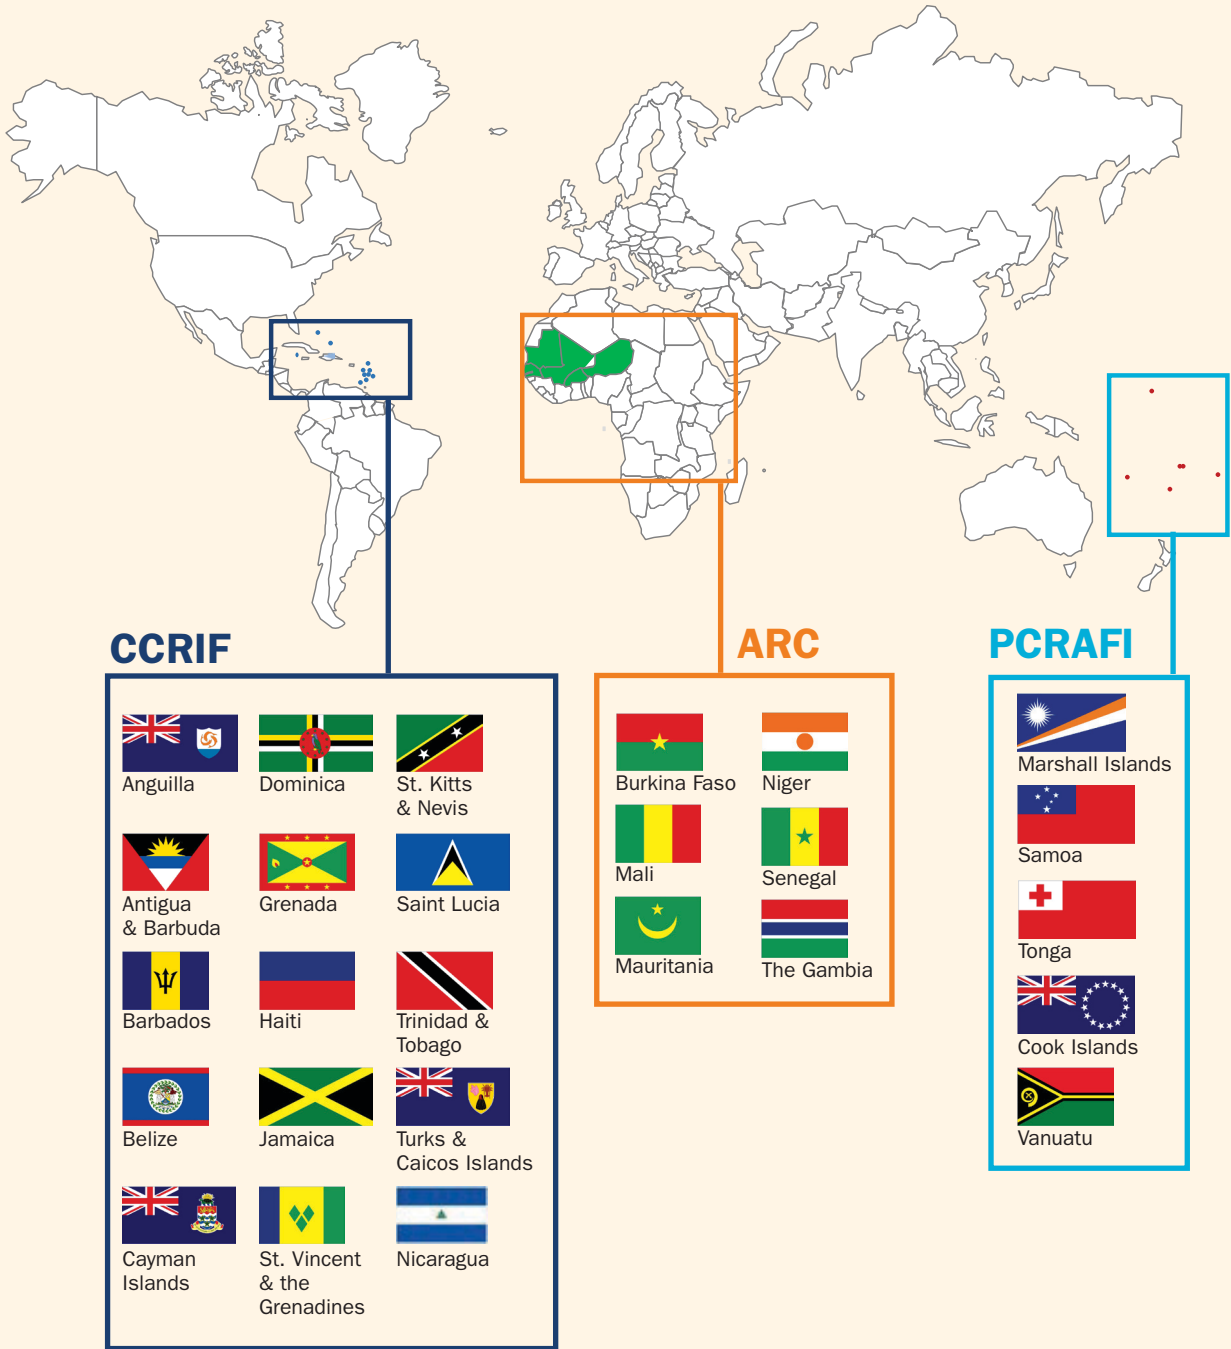 CCRIF
Anguilla
Dominica
St. Kitts
& Nevis
Antigua
& Barbuda
Grenada
Saint Lucia
Barbados
Haiti
Trinidad &
Tobago
Belize
Jamaica
Turks &
Caicos Islands
Cayman
Islands
St. Vincent
& the
Grenadines
Nicaragua
ARC
Burkina Faso
Niger
Mali
Senegal
Mauritania
The Gambia
PCRAFI
Marshall Islands
Samoa
Tonga
Cook Islands
Vanuatu